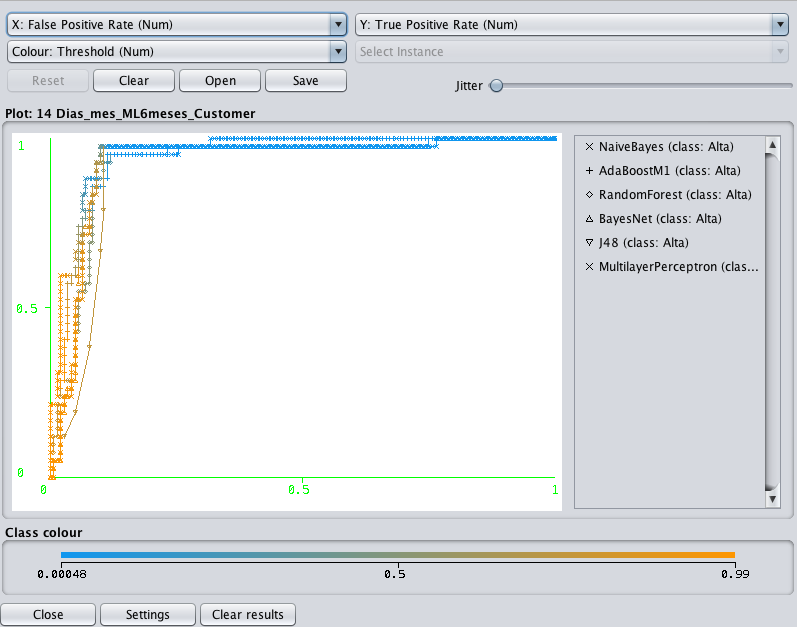 X: False Positive Rate (Num) Y: True Positive Rate (Num)
Colour: Threshold (Num) Select Instance
Reset Clear Open Save Jitter
Plot: 14 Dias_mes_ML6meses_Customer
1
0.5
0
0 0.5 1
NaiveBayes (class: Alta)
AdaBoostM1 (class: Alta)
RandomForest (class: Alta)
BayesNet (class: Alta)
J48 (class: Alta)
MultilayerPerceptron (clas...
Class colour
0.00048 0.5 0.99
Close Settings Clear results